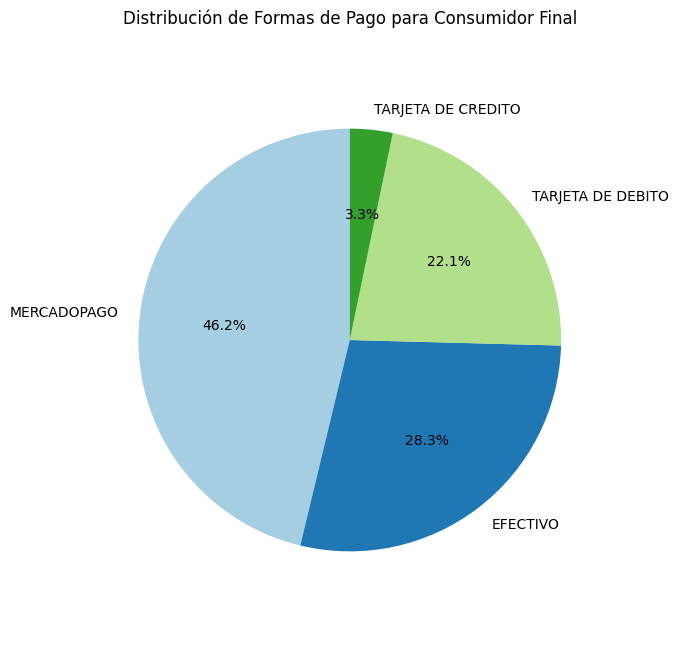 Distribución de Formas de Pago para Consumidor Final
TARJETA DE CREDITO
3.3%
TARJETA DE DEBITO
22.1%
MERCADOPAGO
46.2%
28.3%
EFECTIVO